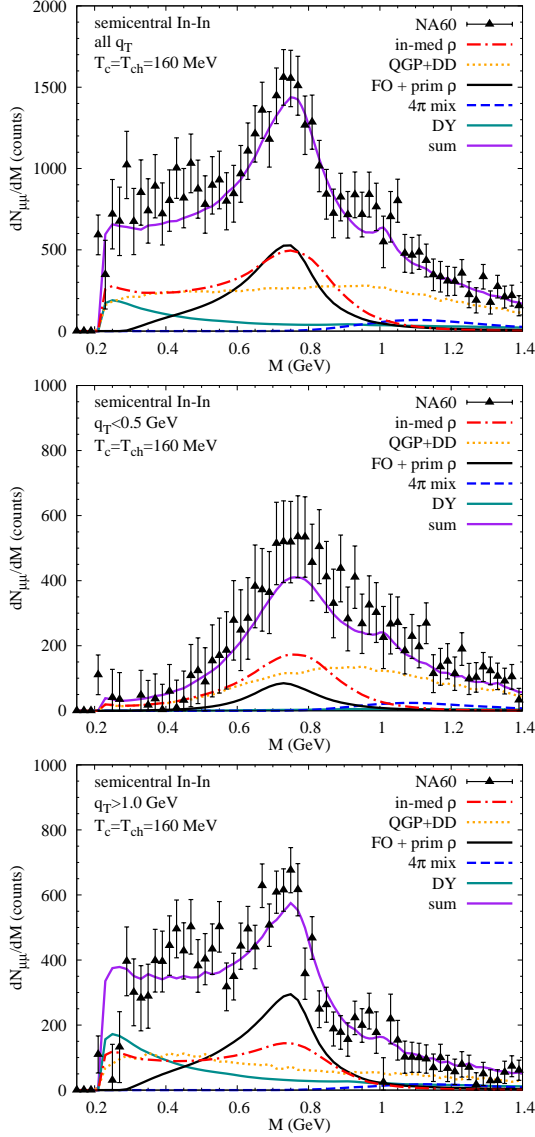 semicentral In-In
all q_T
T_c=T_ch=160 MeV
NA60
in-med ρ
QGP+DD
FO + prim ρ
4π mix
DY
sum
dN_μμ/dM (counts)
2000
1500
1000
500
0
0.2 0.4 0.6 0.8 1 1.2 1.4
M (GeV)
semicentral In-In
q_T<0.5 GeV
T_c=T_ch=160 MeV
NA60
in-med ρ
QGP+DD
FO + prim ρ
4π mix
DY
sum
dN_μμ/dM (counts)
1000
800
600
400
200
0
0.2 0.4 0.6 0.8 1 1.2 1.4
M (GeV)
semicentral In-In
q_T>1.0 GeV
T_c=T_ch=160 MeV
NA60
in-med ρ
QGP+DD
FO + prim ρ
4π mix
DY
sum
dN_μμ/dM (counts)
1000
800
600
400
200
0
0.2 0.4 0.6 0.8 1 1.2 1.4
M (GeV)